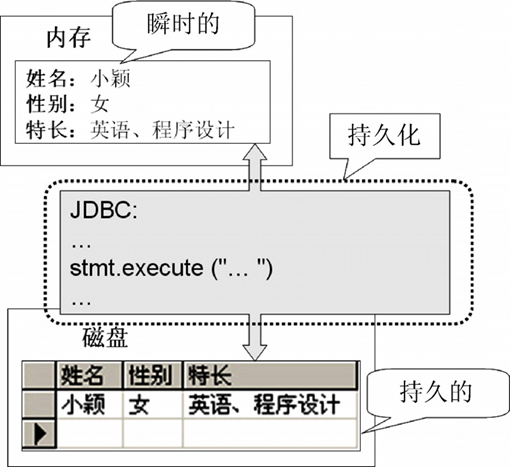 内存
瞬时的
姓名：小颖
性别：女
特长：英语、程序设计
持久化
JDBC:
…
stmt.execute ("… ")
…
磁盘
姓名 性别 特长
小颖 女 英语、程序设计
持久的